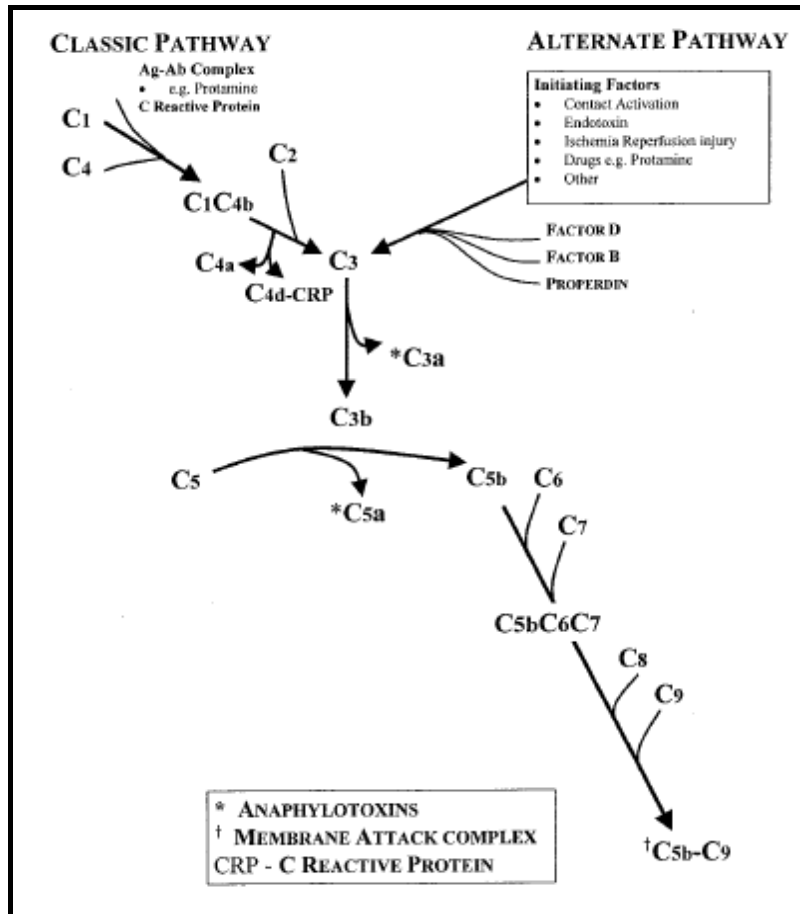 CLASSIC PATHWAY
Ag-Ab Complex
• e.g. Protamine
C Reactive Protein
C1
C4
C1C4b
C2
C4a
C4d-CRP
ALTERNATE PATHWAY
Initiating Factors
• Contact Activation
• Endotoxin
• Ischemia Reperfusion injury
• Drugs e.g. Protamine
• Other
FACTOR D
FACTOR B
PROPERDIN
C3
*C3a
C3b
C5
*C5a
C5b
C6
C7
C5bC6C7
C8
C9
†C5b-C9
* ANAPHYLOTOXINS
† MEMBRANE ATTACK COMPLEX
CRP - C REACTIVE PROTEIN